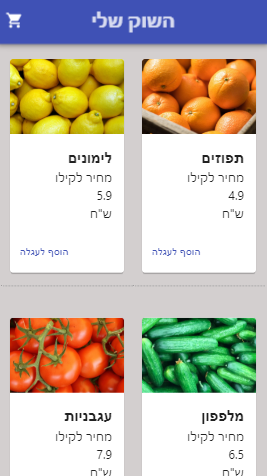 השוק שלי
תפוזים
מחיר לקילו
4.9
ש"ח
הוסף לעגלה
לימונים
מחיר לקילו
5.9
ש"ח
הוסף לעגלה
מלפפון
מחיר לקילו
6.5
ש"ח
עגבניות
מחיר לקילו
7.9
ש"ח